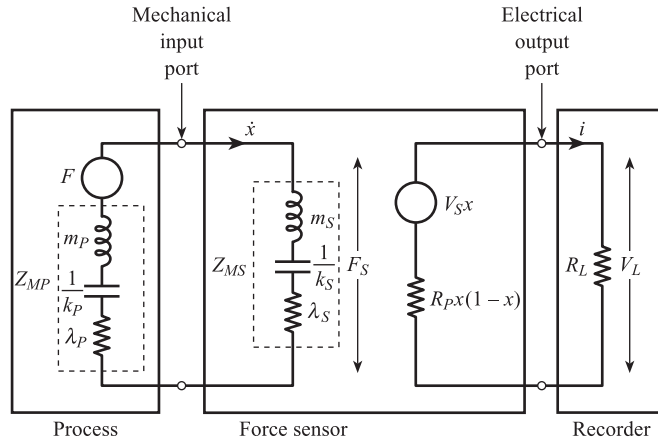 Mechanical
input
port
Electrical
output
port
ẋ
i̇
F
m_P
Z_MP
1/k_P
λ_P
m_S
Z_MS
1/k_S
λ_S
F_S
V_S x
R_P x(1 – x)
R_L
V_L
Process
Force sensor
Recorder